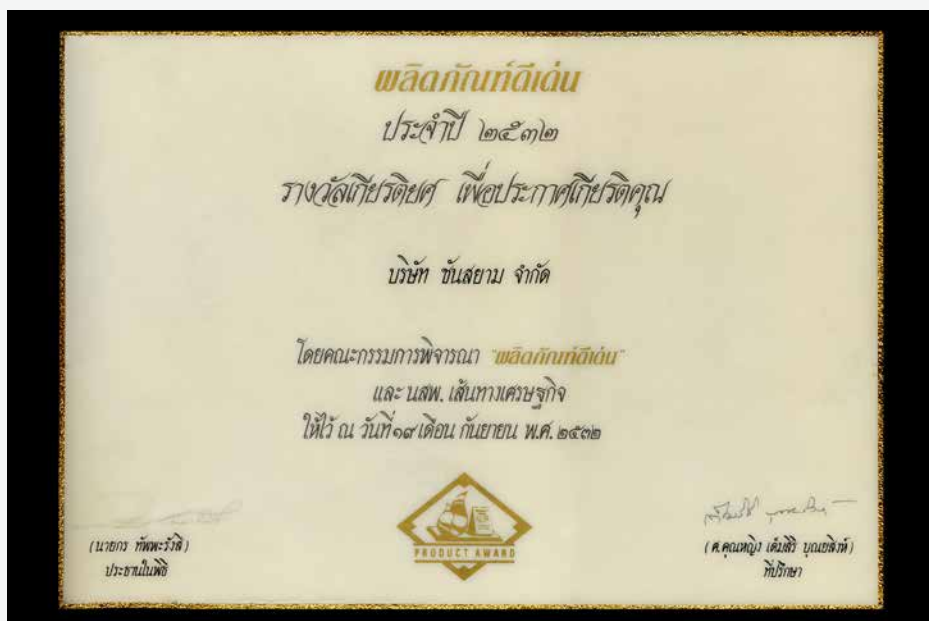 ผลิตภัณฑ์ดีเด่น
ประจำปี ๒๕๓๒
รางวัลเกียรติยศ เพื่อประกาศเกียรติคุณ
บริษัท ซันสยาม จำกัด
โดยคณะกรรมการพิจารณา "ผลิตภัณฑ์ดีเด่น"
และ นสพ. เส้นทางเศรษฐกิจ
ให้ไว้ ณ วันที่ ๑๙ เดือน กันยายน พ.ศ. ๒๕๓๒
PRODUCT AWARD
(นายกร ทัพพะรังสี)
ประธานในพิธี
(ศ.คุณหญิง เต็มสิริ บุณยสิงห์)
ที่ปรึกษา